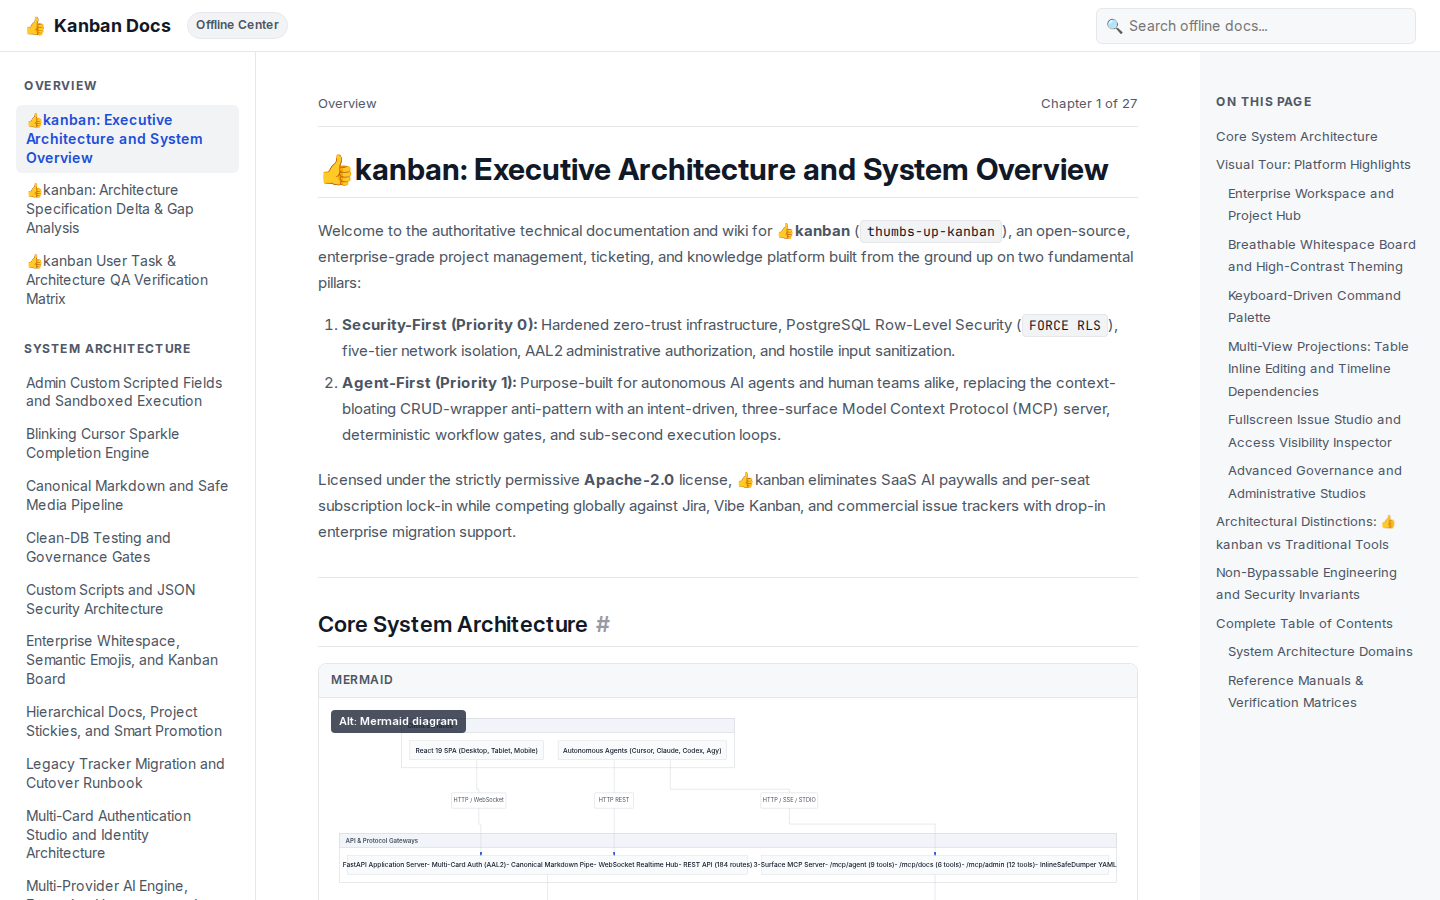 👍 Kanban Docs
Offline Center
🔍 Search offline docs...
OVERVIEW
👍kanban: Executive
Architecture and System
Overview
👍kanban: Architecture
Specification Delta & Gap
Analysis
👍kanban User Task &
Architecture QA Verification
Matrix
SYSTEM ARCHITECTURE
Admin Custom Scripted Fields
and Sandboxed Execution
Blinking Cursor Sparkle
Completion Engine
Canonical Markdown and Safe
Media Pipeline
Clean-DB Testing and
Governance Gates
Custom Scripts and JSON
Security Architecture
Enterprise Whitespace,
Semantic Emojis, and Kanban
Board
Hierarchical Docs, Project
Stickies, and Smart Promotion
Legacy Tracker Migration and
Cutover Runbook
Multi-Card Authentication
Studio and Identity
Architecture
Multi-Provider AI Engine,
Overview
Chapter 1 of 27
👍kanban: Executive Architecture and System Overview
Welcome to the authoritative technical documentation and wiki for 👍kanban (thumbs-up-kanban), an open-source,
enterprise-grade project management, ticketing, and knowledge platform built from the ground up on two fundamental
pillars:
1. Security-First (Priority 0): Hardened zero-trust infrastructure, PostgreSQL Row-Level Security (FORCE RLS),
five-tier network isolation, AAL2 administrative authorization, and hostile input sanitization.
2. Agent-First (Priority 1): Purpose-built for autonomous AI agents and human teams alike, replacing the context-
bloating CRUD-wrapper anti-pattern with an intent-driven, three-surface Model Context Protocol (MCP) server,
deterministic workflow gates, and sub-second execution loops.
Licensed under the strictly permissive Apache-2.0 license, 👍kanban eliminates SaaS AI paywalls and per-seat
subscription lock-in while competing globally against Jira, Vibe Kanban, and commercial issue trackers with drop-in
enterprise migration support.
Core System Architecture #
MERMAID
Alt: Mermaid diagram
React 19 SPA (Desktop, Tablet, Mobile)
Autonomous Agents (Cursor, Claude, Codex, Agy)
HTTP / WebSocket
HTTP REST
HTTP / SSE / STDIO
API & Protocol Gateways
FastAPI Application Server- Multi-Card Auth (AAL2)- Canonical Markdown Pipe- WebSocket Realtime Hub- REST API (184 routes)
3-Surface MCP Server- /mcp/agent (9 tools)- /mcp/docs (6 tools)- /mcp/admin (12 tools)- InlineSafeDumper YAML
ON THIS PAGE
Core System Architecture
Visual Tour: Platform Highlights
Enterprise Workspace and
Project Hub
Breathable Whitespace Board
and High-Contrast Theming
Keyboard-Driven Command
Palette
Multi-View Projections: Table
Inline Editing and Timeline
Dependencies
Fullscreen Issue Studio and
Access Visibility Inspector
Advanced Governance and
Administrative Studios
Architectural Distinctions: 👍
kanban vs Traditional Tools
Non-Bypassable Engineering
and Security Invariants
Complete Table of Contents
System Architecture Domains
Reference Manuals &
Verification Matrices